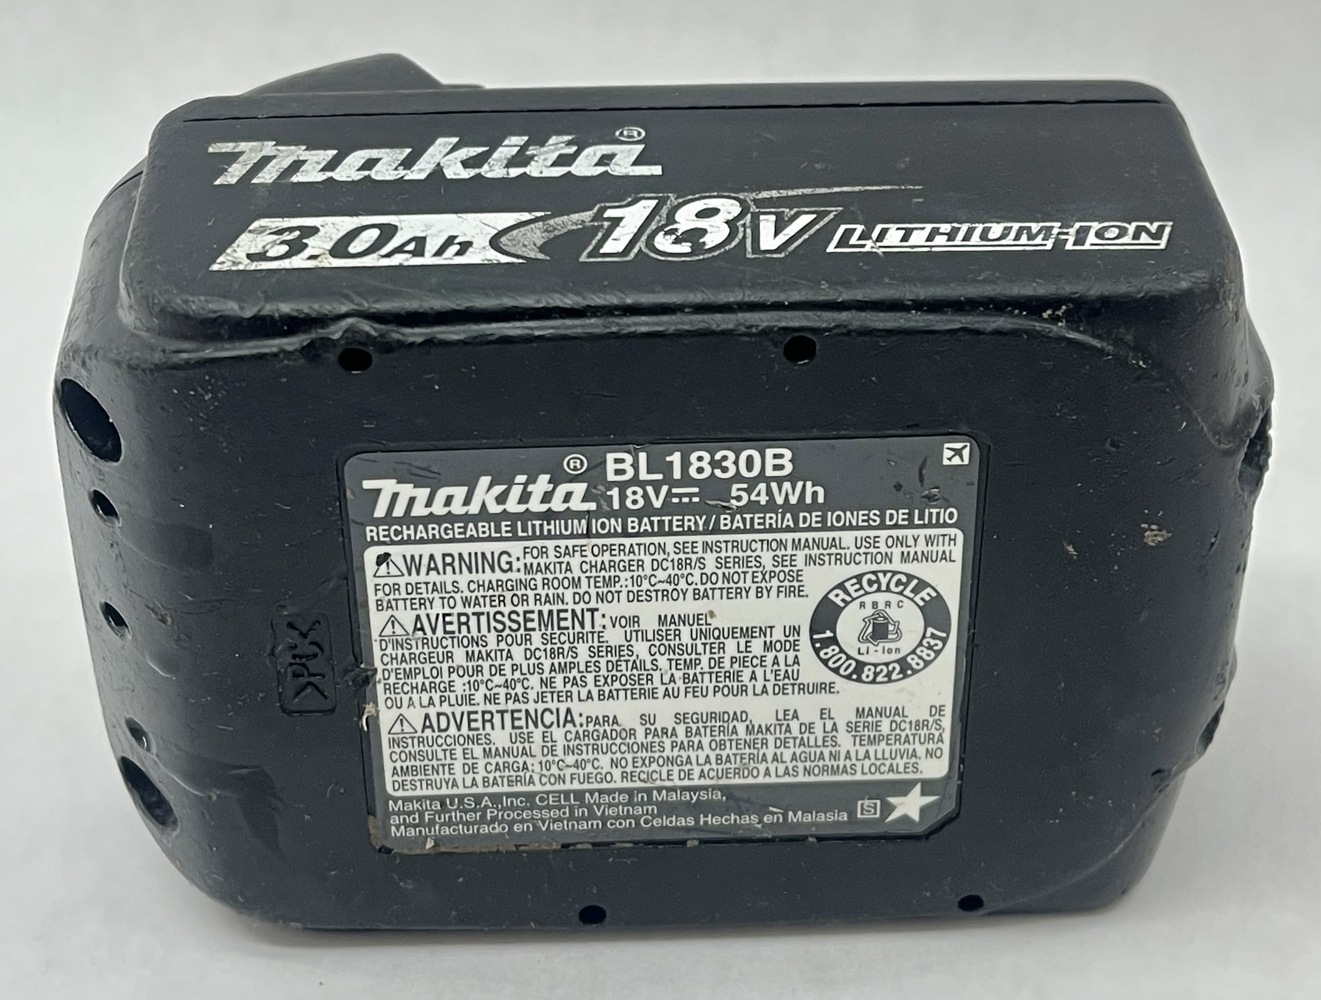 Makita®
3.0Ah 18V LITHIUM-ION
Makita® BL1830B
18V⎓ 54Wh
RECHARGEABLE LITHIUM ION BATTERY / BATERÍA DE IONES DE LITIO
WARNING: FOR SAFE OPERATION, SEE INSTRUCTION MANUAL. USE ONLY WITH
MAKITA CHARGER DC18R/S SERIES, SEE INSTRUCTION MANUAL
FOR DETAILS. CHARGING ROOM TEMP.:10°C~40°C. DO NOT EXPOSE
BATTERY TO WATER OR RAIN. DO NOT DESTROY BATTERY BY FIRE.
AVERTISSEMENT: VOIR MANUEL
D'INSTRUCTIONS POUR SECURITE. UTILISER UNIQUEMENT UN
CHARGEUR MAKITA DC18R/S SERIES, CONSULTER LE MODE
D'EMPLOI POUR DE PLUS AMPLES DÉTAILS. TEMP. DE PIECE A LA
RECHARGE :10°C~40°C. NE PAS EXPOSER LA BATTERIE A L'EAU
OU A LA PLUIE. NE PAS JETER LA BATTERIE AU FEU POUR LA DETRUIRE.
ADVERTENCIA: PARA SU SEGURIDAD, LEA EL MANUAL DE
INSTRUCCIONES. USE EL CARGADOR PARA BATERÍA MAKITA DE LA SERIE DC18R/S,
CONSULTE EL MANUAL DE INSTRUCCIONES PARA OBTENER DETALLES. TEMPERATURA
AMBIENTE DE CARGA: 10°C~40°C. NO EXPONGA LA BATERÍA AL AGUA NI A LA LLUVIA. NO
DESTRUYA LA BATERÍA CON FUEGO. RECICLE DE ACUERDO A LAS NORMAS LOCALES.
RECYCLE
RBRC
Li-Ion
1.800.822.8837
Makita U.S.A.,Inc. CELL Made in Malaysia,
and Further Processed in Vietnam
Manufacturado en Vietnam con Celdas Hechas en Malasia S
>PCX